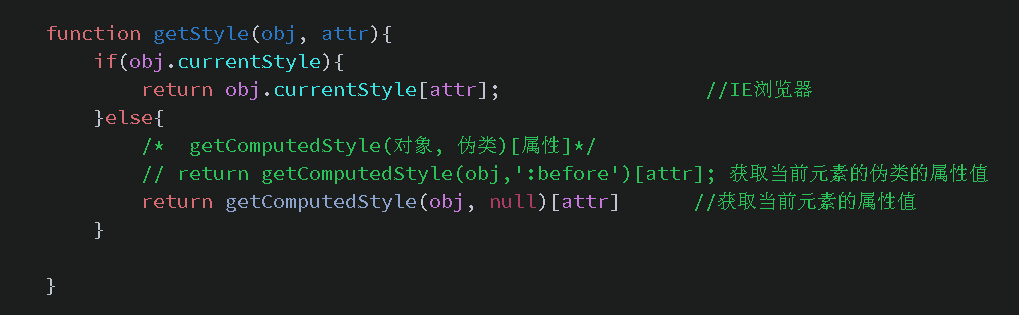 function getStyle(obj, attr){
if(obj.currentStyle){
return obj.currentStyle[attr]; //IE浏览器
}else{
/* getComputedStyle(对象, 伪类)[属性]*/
// return getComputedStyle(obj,':before')[attr]; 获取当前元素的伪类的属性值
return getComputedStyle(obj, null)[attr] //获取当前元素的属性值
}
}